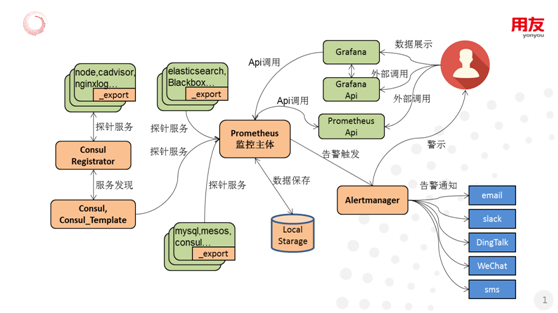 用友
yonyou
node,cadvisor,
nginxlog...
_export
elasticsearch,
Blackbox...
_export
Grafana
数据展示
Api调用
外部调用
Grafana
Api
Api调用
外部调用
Prometheus
Api
探针服务
探针服务
Prometheus
监控主体
Consul
Registrator
探针服务
告警触发
警示
服务发现
探针服务
数据保存
告警通知
Consul,
Consul_Template
Alertmanager
email
slack
mysql,mesos,
consul...
_export
Local
Starage
DingTalk
WeChat
sms
1